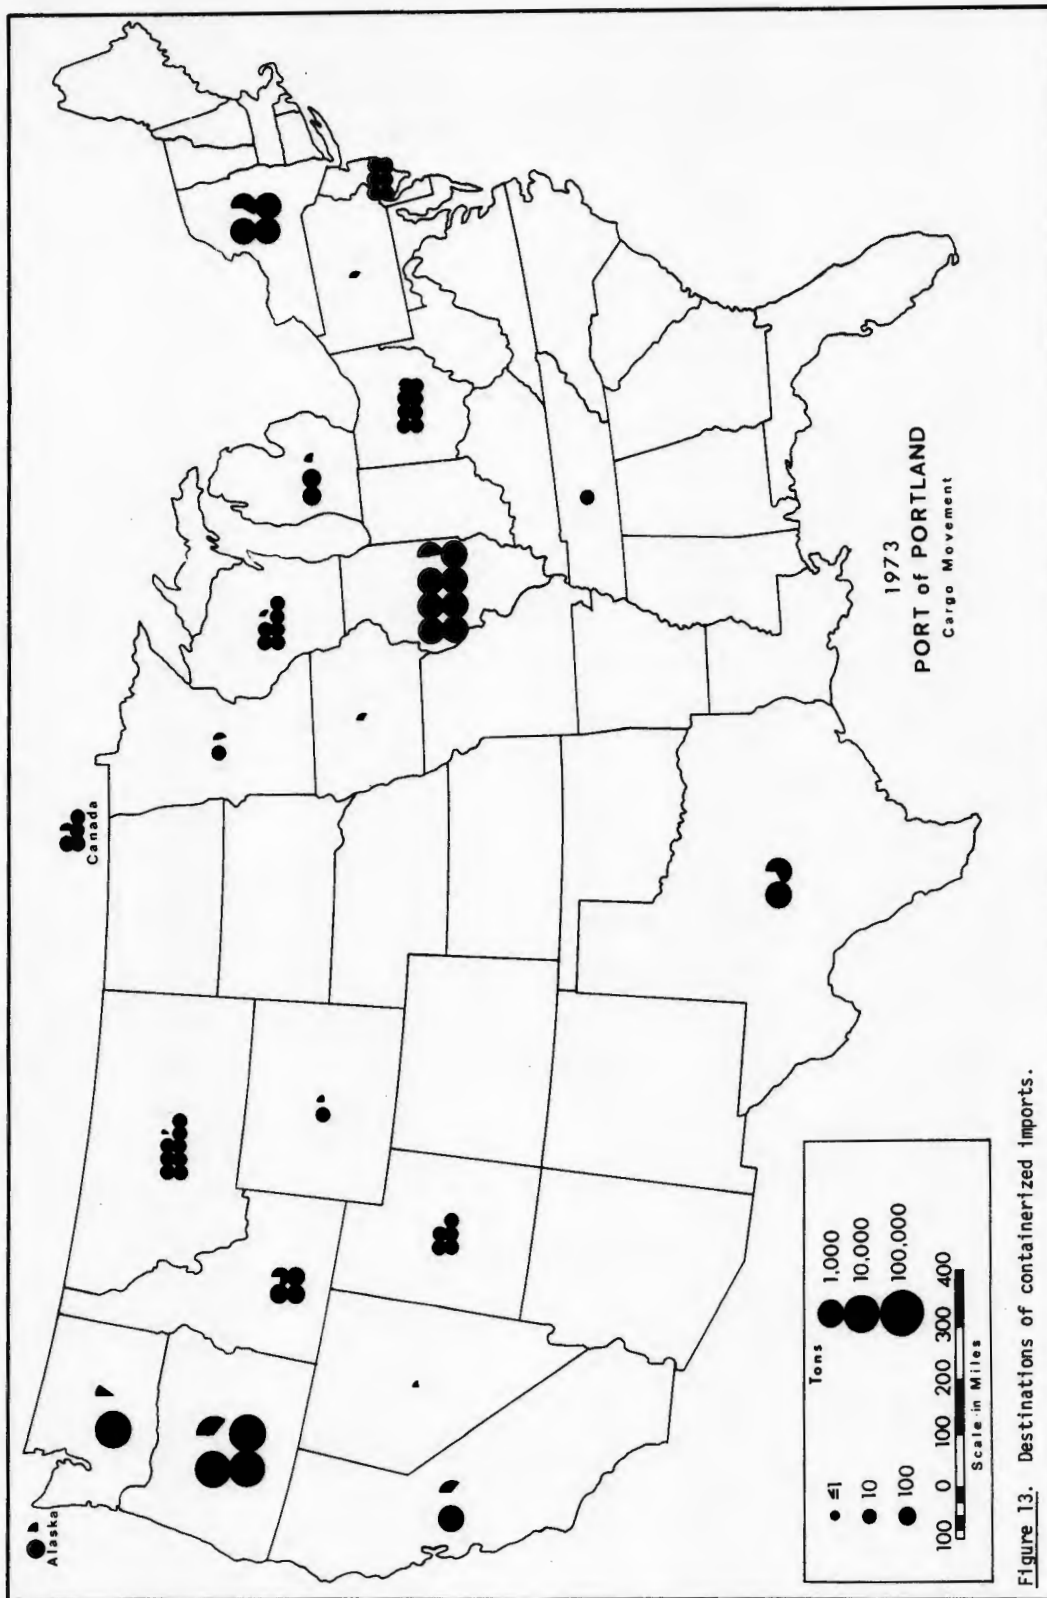 Alaska
Canada
1973
PORT of PORTLAND
Cargo Movement
Tons
≤1
10
100
1,000
10,000
100,000
100 0 100 200 300 400
Scale in Miles
Figure 13. Destinations of containerized imports.